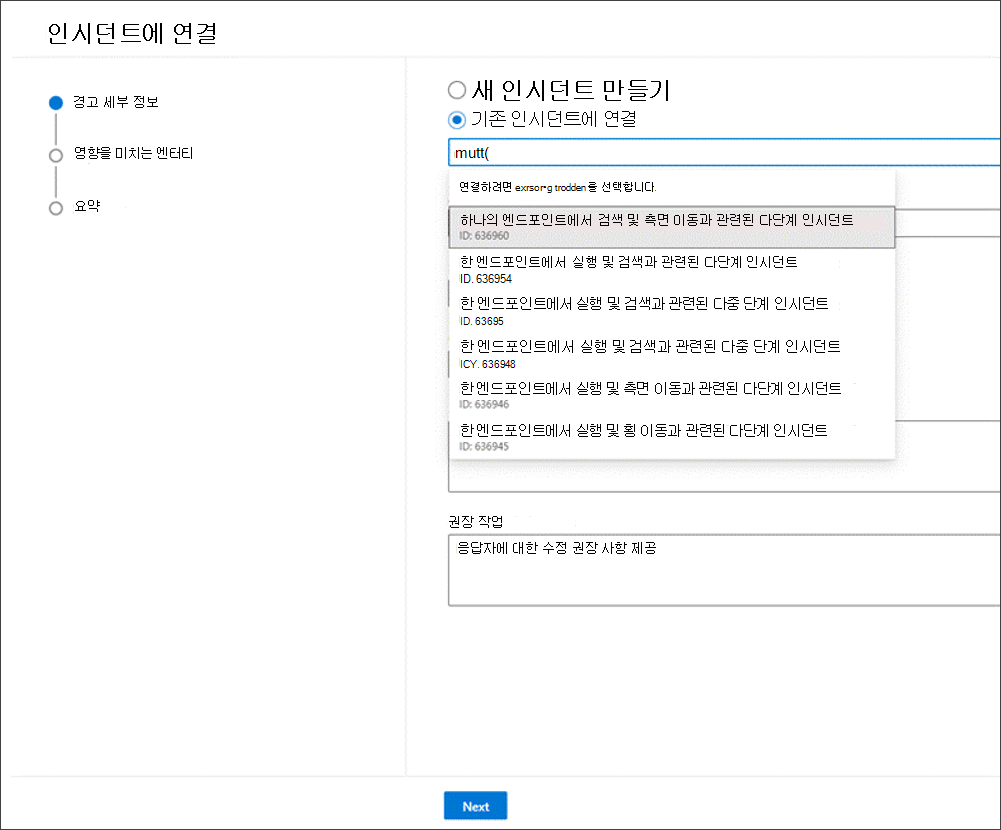 인시던트에 연결
경고 세부 정보
영향을 미치는 엔터티
요약
새 인시던트 만들기
기존 인시던트에 연결
mutt(
연결하려면 exrsor-g trodden를 선택합니다.
하나의 엔드포인트에서 검색 및 측면 이동과 관련된 다단계 인시던트
ID: 636960
한 엔드포인트에서 실행 및 검색과 관련된 다단계 인시던트
ID. 636954
한 엔드포인트에서 실행 및 검색과 관련된 다중 단계 인시던트
ID. 63695
한 엔드포인트에서 실행 및 검색과 관련된 다중 단계 인시던트
ICY. 636948
한 엔드포인트에서 실행 및 측면 이동과 관련된 다단계 인시던트
ID: 636946
한 엔드포인트에서 실행 및 횡 이동과 관련된 다단계 인시던트
ID: 636945
권장 작업
응답자에 대한 수정 권장 사항 제공
Next